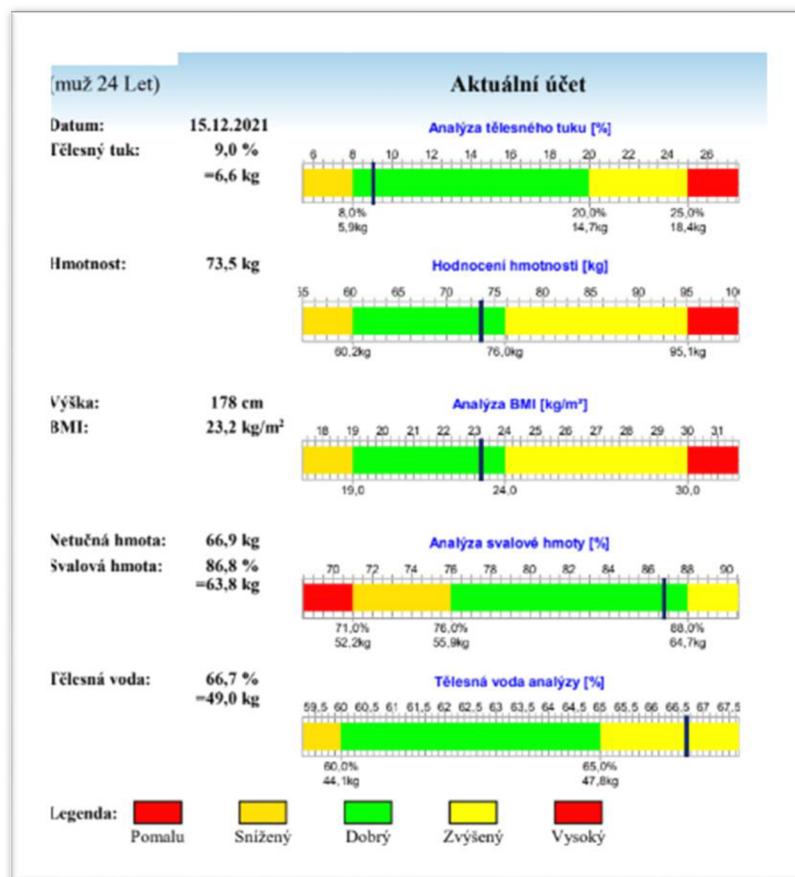 (muž 24 Let) Aktuální účet
Datum: 15.12.2021 Analýza tělesného tuku [%]
Tělesný tuk: 9,0 % 6 8 10 12 14 16 18 20 22 24 26
=6,6 kg
8,0% 20,0% 25,0%
5,9kg 14,7kg 18,4kg
Hmotnost: 73,5 kg Hodnocení hmotnosti [kg]
60 65 70 75 80 85 90 95
60,2kg 76,0kg 95,1kg
Výška: 178 cm Analýza BMI [kg/m²]
BMI: 23,2 kg/m² 18 19 20 21 22 23 24 25 26 27 28 29 30 31
19,0 24,0 30,0
Netučná hmota: 66,9 kg Analýza svalové hmoty [%]
Svalová hmota: 86,8 % 70 72 74 76 78 80 82 84 86 88 90
=63,8 kg
71,0% 76,0% 88,0%
52,2kg 55,9kg 64,7kg
Tělesná voda: 66,7 % Tělesná voda analýzy [%]
=49,0 kg 59,5 60 60,5 61 61,5 62 62,5 63 63,5 64 64,5 65 65,5 66 66,5 67 67,5
60,0% 65,0%
44,1kg 47,8kg
Legenda:
Pomalu Snížený Dobrý Zvýšený Vysoký